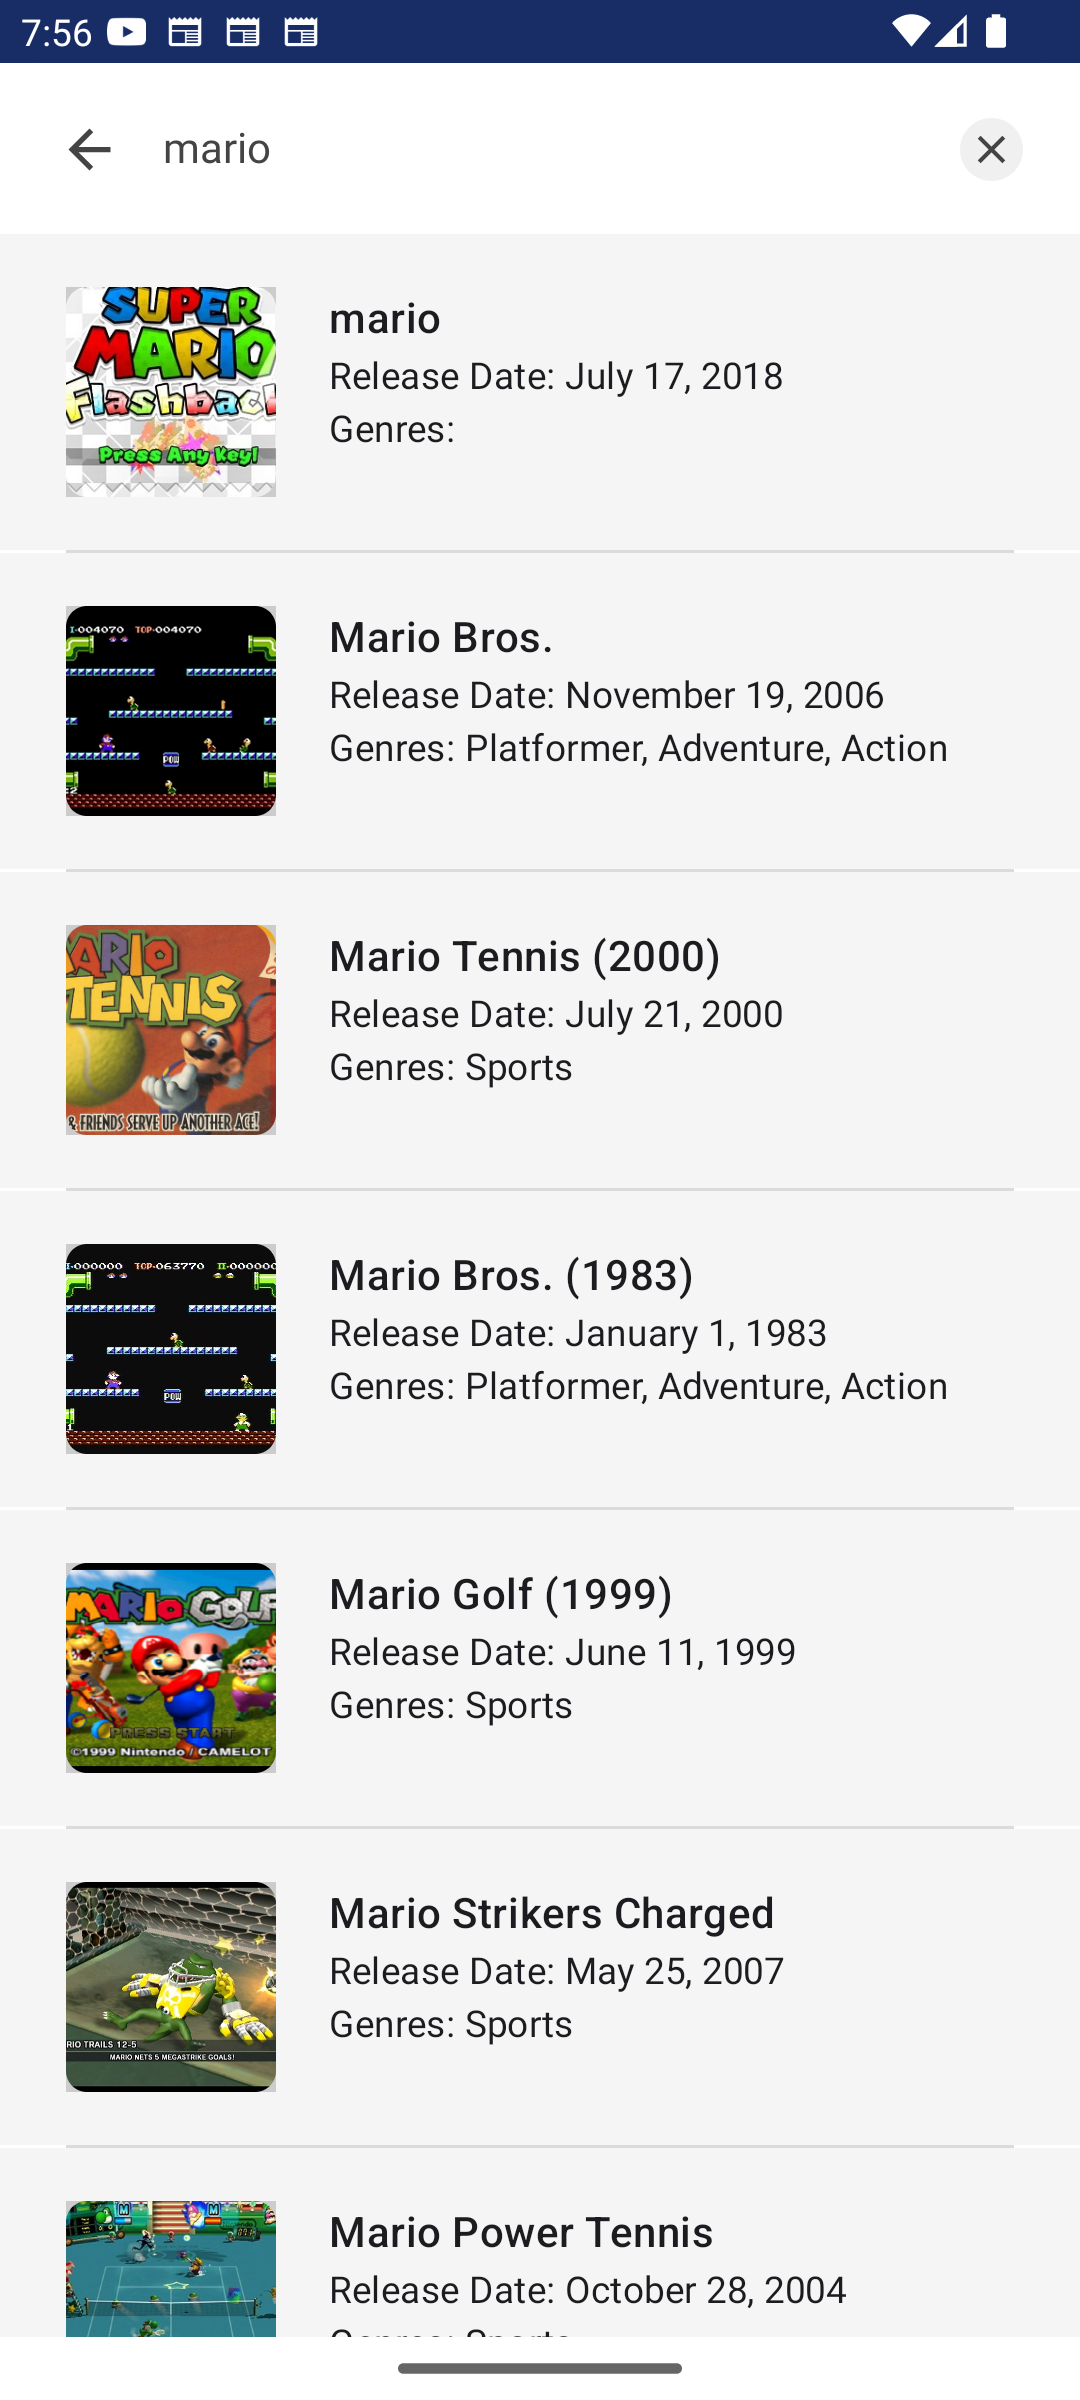 7:56
mario
SUPER
MARIO
Flashback
Press Any Key!
mario
Release Date: July 17, 2018
Genres:
I-004070 TOP-004070
POW
Mario Bros.
Release Date: November 19, 2006
Genres: Platformer, Adventure, Action
MARIO
TENNIS
& FRIENDS SERVE UP ANOTHER ACE!
Mario Tennis (2000)
Release Date: July 21, 2000
Genres: Sports
I-000000 TOP-063770 II-000000
POW
Mario Bros. (1983)
Release Date: January 1, 1983
Genres: Platformer, Adventure, Action
MARIO GOLF
PRESS START
©1999 Nintendo / CAMELOT
Mario Golf (1999)
Release Date: June 11, 1999
Genres: Sports
RIO TRAILS 12-5
MARIO NETS 5 MEGASTRIKE GOALS!
Mario Strikers Charged
Release Date: May 25, 2007
Genres: Sports
Mario Power Tennis
Release Date: October 28, 2004
Genres: Sports